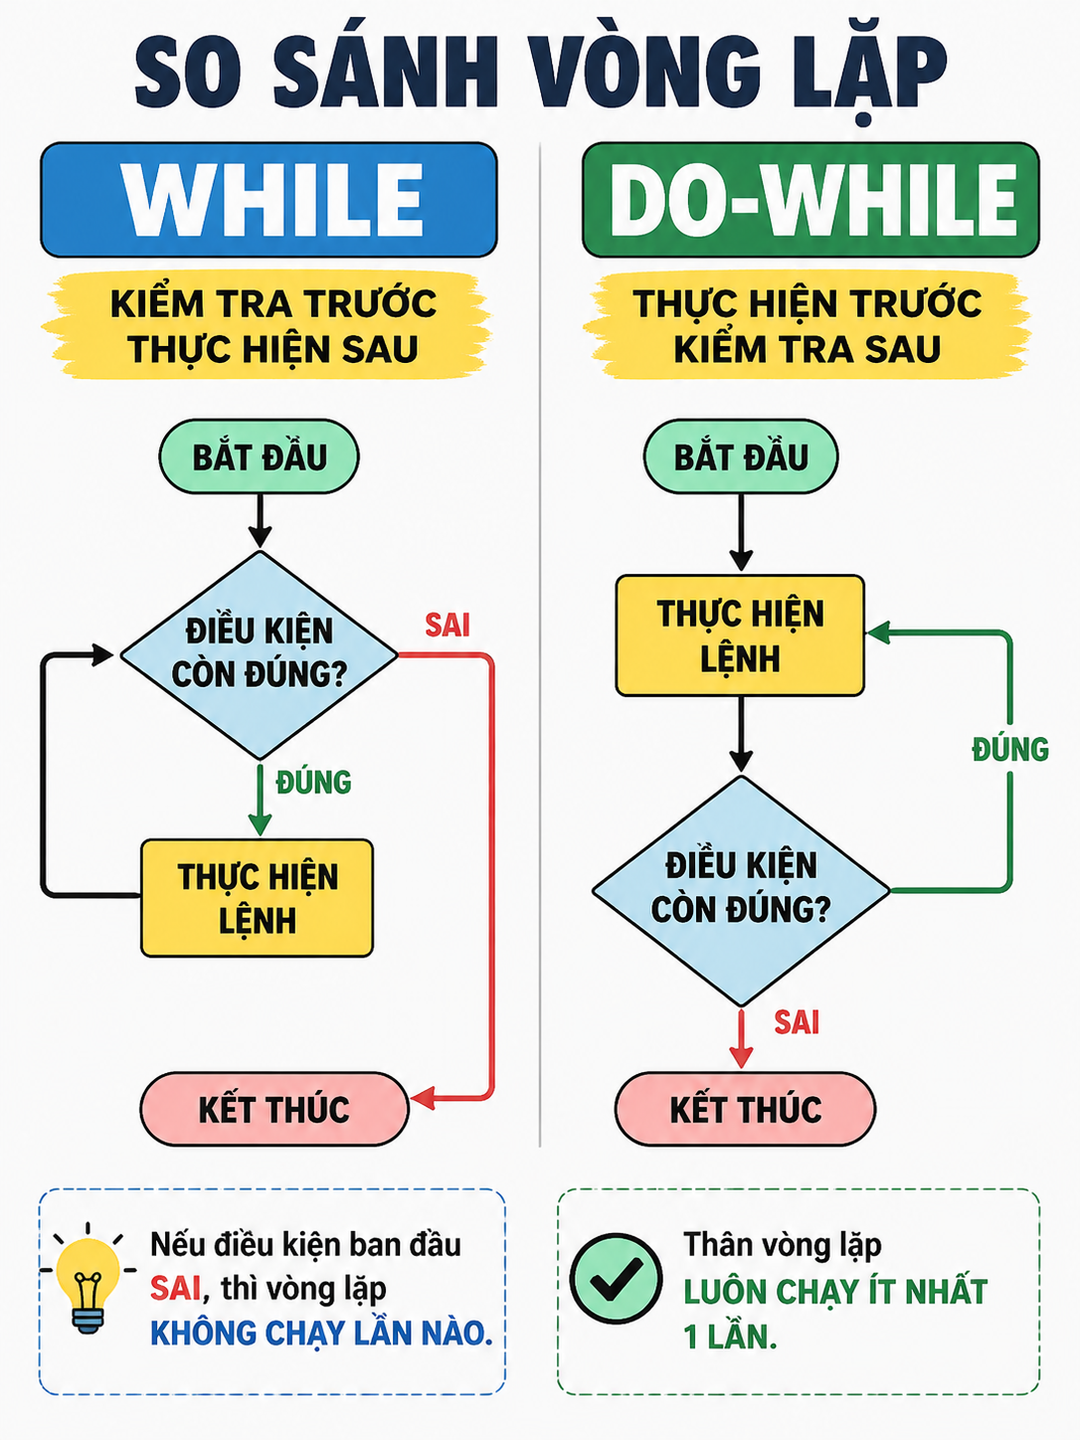 SO SÁNH VÒNG LẶP
WHILE
KIỂM TRA TRƯỚC
THỰC HIỆN SAU
BẮT ĐẦU
ĐIỀU KIỆN
CÒN ĐÚNG?
SAI
ĐÚNG
THỰC HIỆN
LỆNH
KẾT THÚC
Nếu điều kiện ban đầu
SAI, thì vòng lặp
KHÔNG CHẠY LẦN NÀO.
DO-WHILE
THỰC HIỆN TRƯỚC
KIỂM TRA SAU
BẮT ĐẦU
THỰC HIỆN
LỆNH
ĐÚNG
ĐIỀU KIỆN
CÒN ĐÚNG?
SAI
KẾT THÚC
Thân vòng lặp
LUÔN CHẠY ÍT NHẤT
1 LẦN.